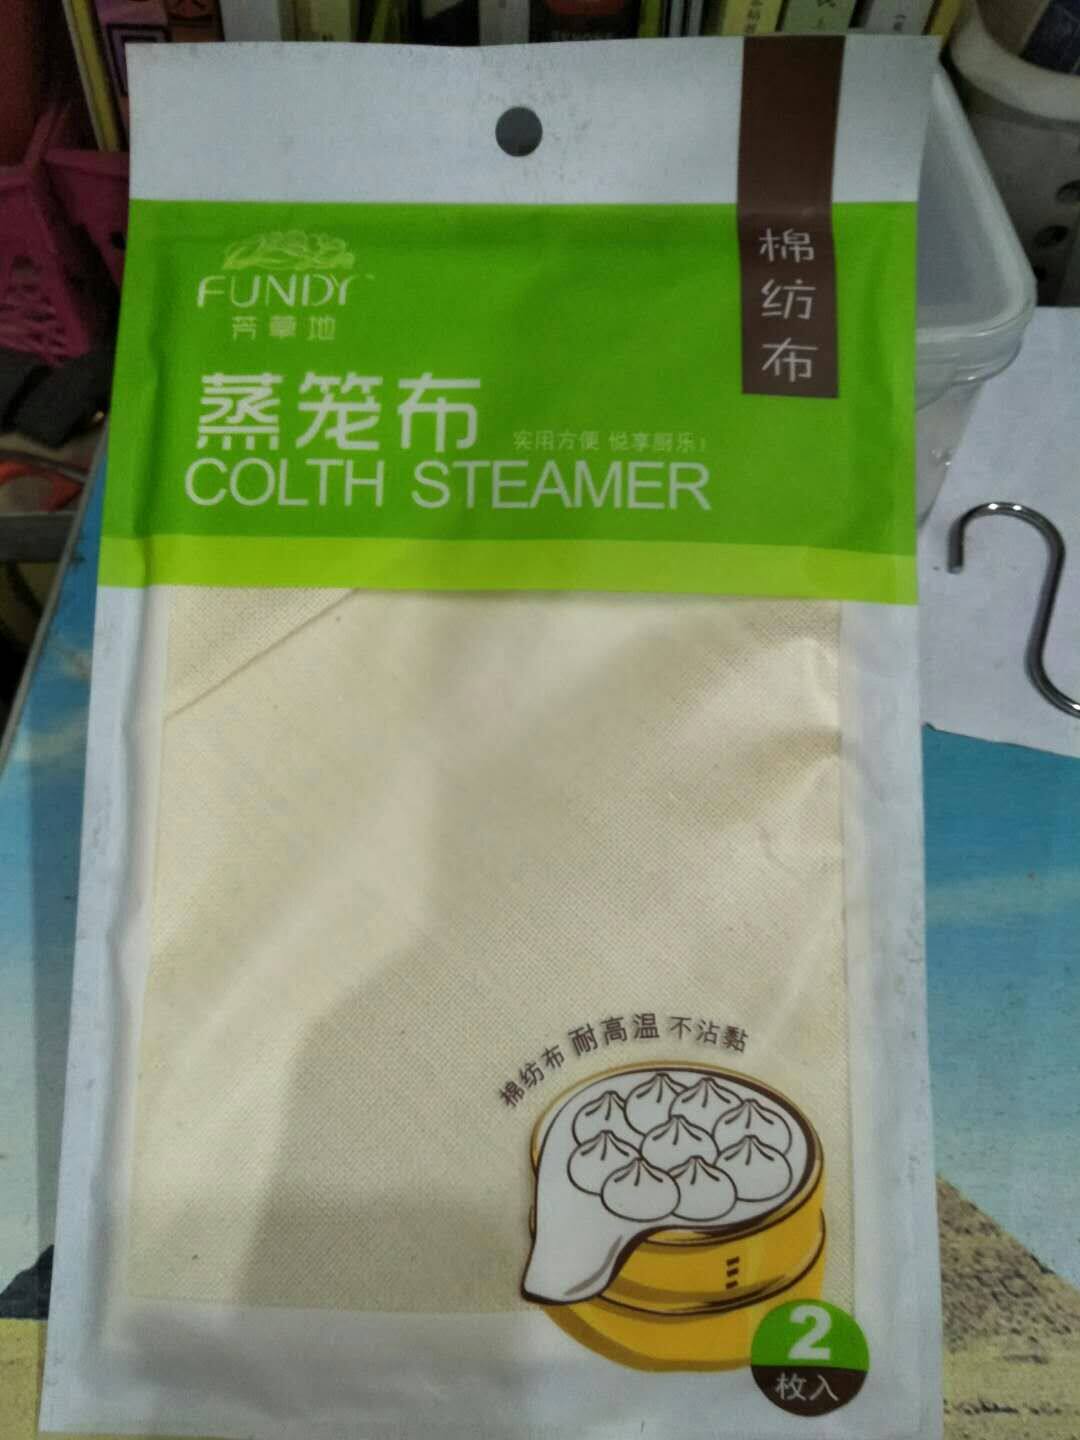 FUNDY
芳草地
棉纺布
蒸笼布
实用方便 悦享厨乐！
COLTH STEAMER
棉纺布 耐高温 不沾黏
2
枚入